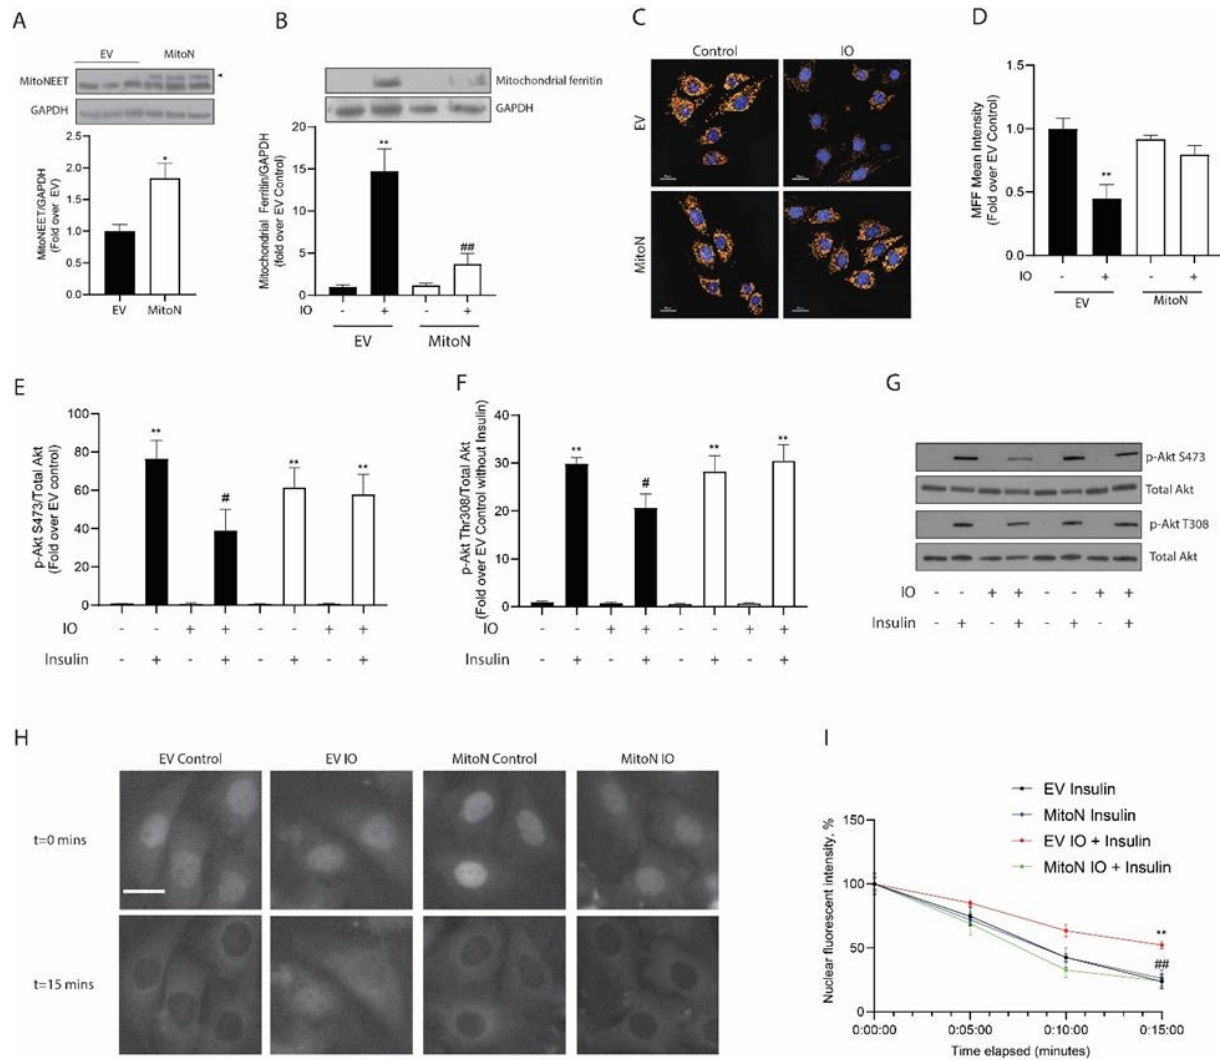 A
EV MitoN
MitoNEET
GAPDH
MitoNEET/GAPDH
(Fold over EV)
2.5
2.0
1.5
1.0
0.5
0.0
*
EV MitoN
B
Mitochondrial ferritin
GAPDH
Mitochondrial Ferritin/GAPDH
(fold over EV Control)
20
15
10
5
0
**
##
IO - + - +
EV MitoN
C
Control IO
EV
MitoN
D
MFF Mean Intensity
(Fold over EV Control)
1.5
1.0
0.5
0.0
**
IO - + - +
EV MitoN
E
p-Akt S473/Total Akt
(Fold over EV control)
100
80
60
40
20
0
** # ** **
IO - - + + - - + +
Insulin - + - + - + - +
F
p-Akt Thr308/Total Akt
(Fold over EV Control without Insulin)
40
30
20
10
0
** # ** **
IO - - + + - - + +
Insulin - + - + - + - +
G
p-Akt S473
Total Akt
p-Akt T308
Total Akt
IO - - + + - - + +
Insulin - + - + - + - +
H
EV Control EV IO MitoN Control MitoN IO
t=0 mins
t=15 mins
I
EV Insulin
MitoN Insulin
EV IO + Insulin
MitoN IO + Insulin
Nuclear fluorescent intensity, %
150
100
50
0
**
##
0:00:00 0:05:00 0:10:00 0:15:00
Time elapsed (minutes)